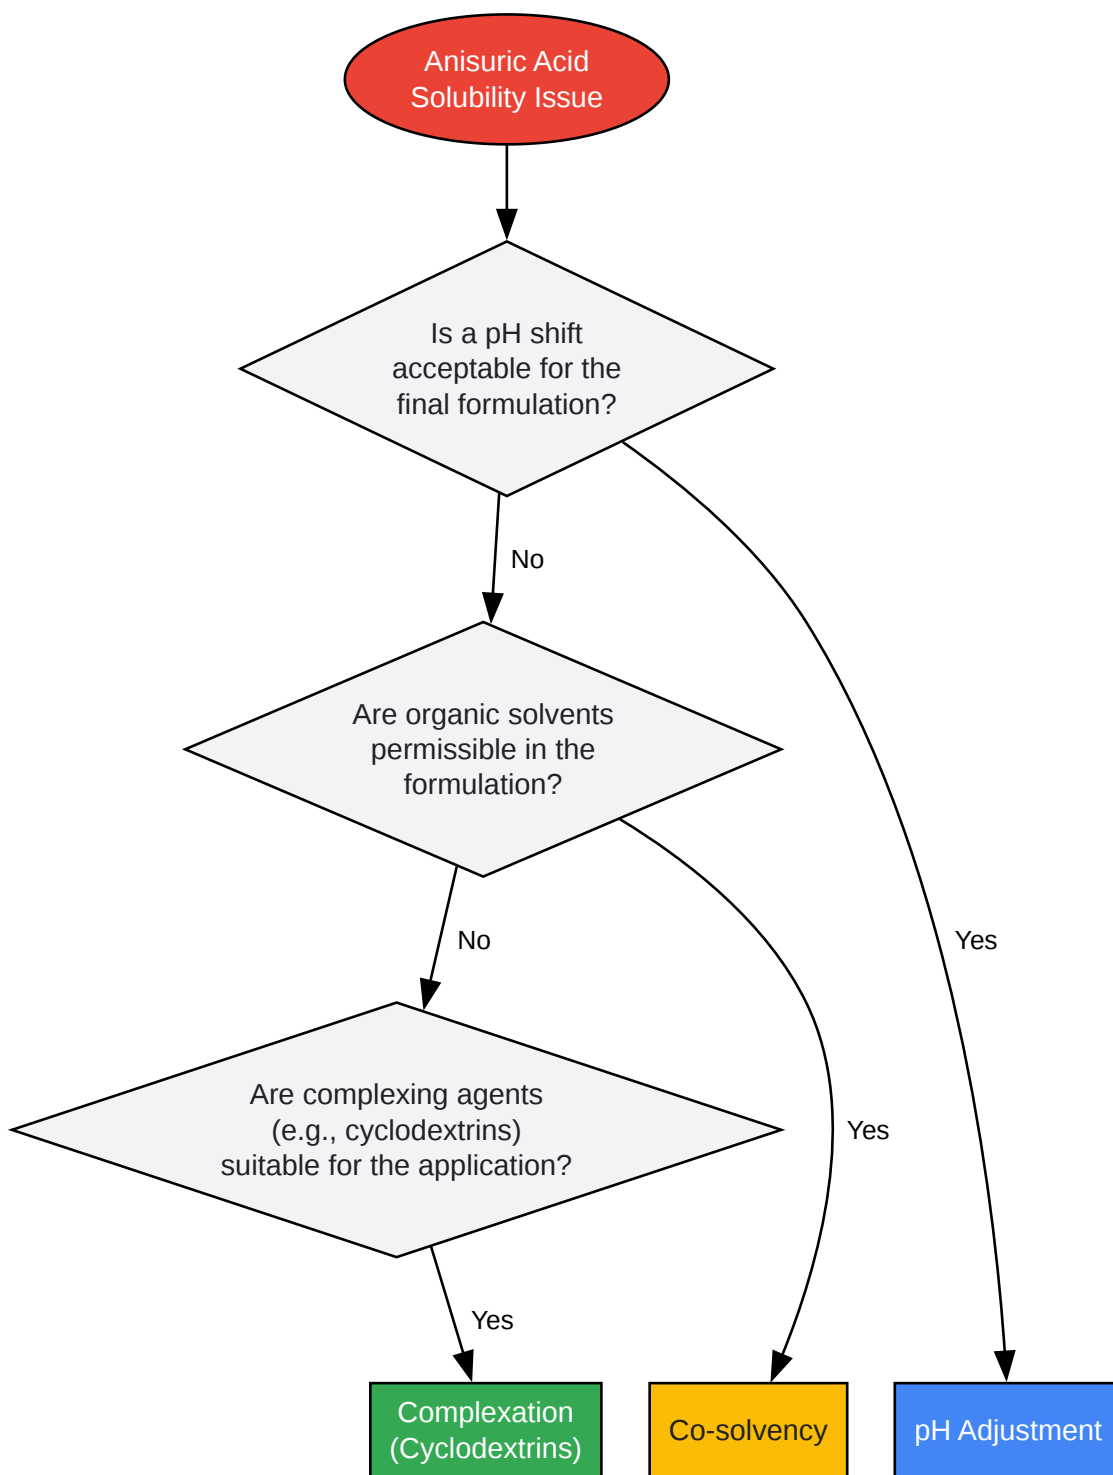 Anisuric Acid
Solubility Issue
Is a pH shift
acceptable for the
final formulation?
No
Are organic solvents
permissible in the
formulation?
No
Yes
Are complexing agents
(e.g., cyclodextrins)
suitable for the application?
Yes
Yes
Complexation
(Cyclodextrins)
Co-solvency
pH Adjustment